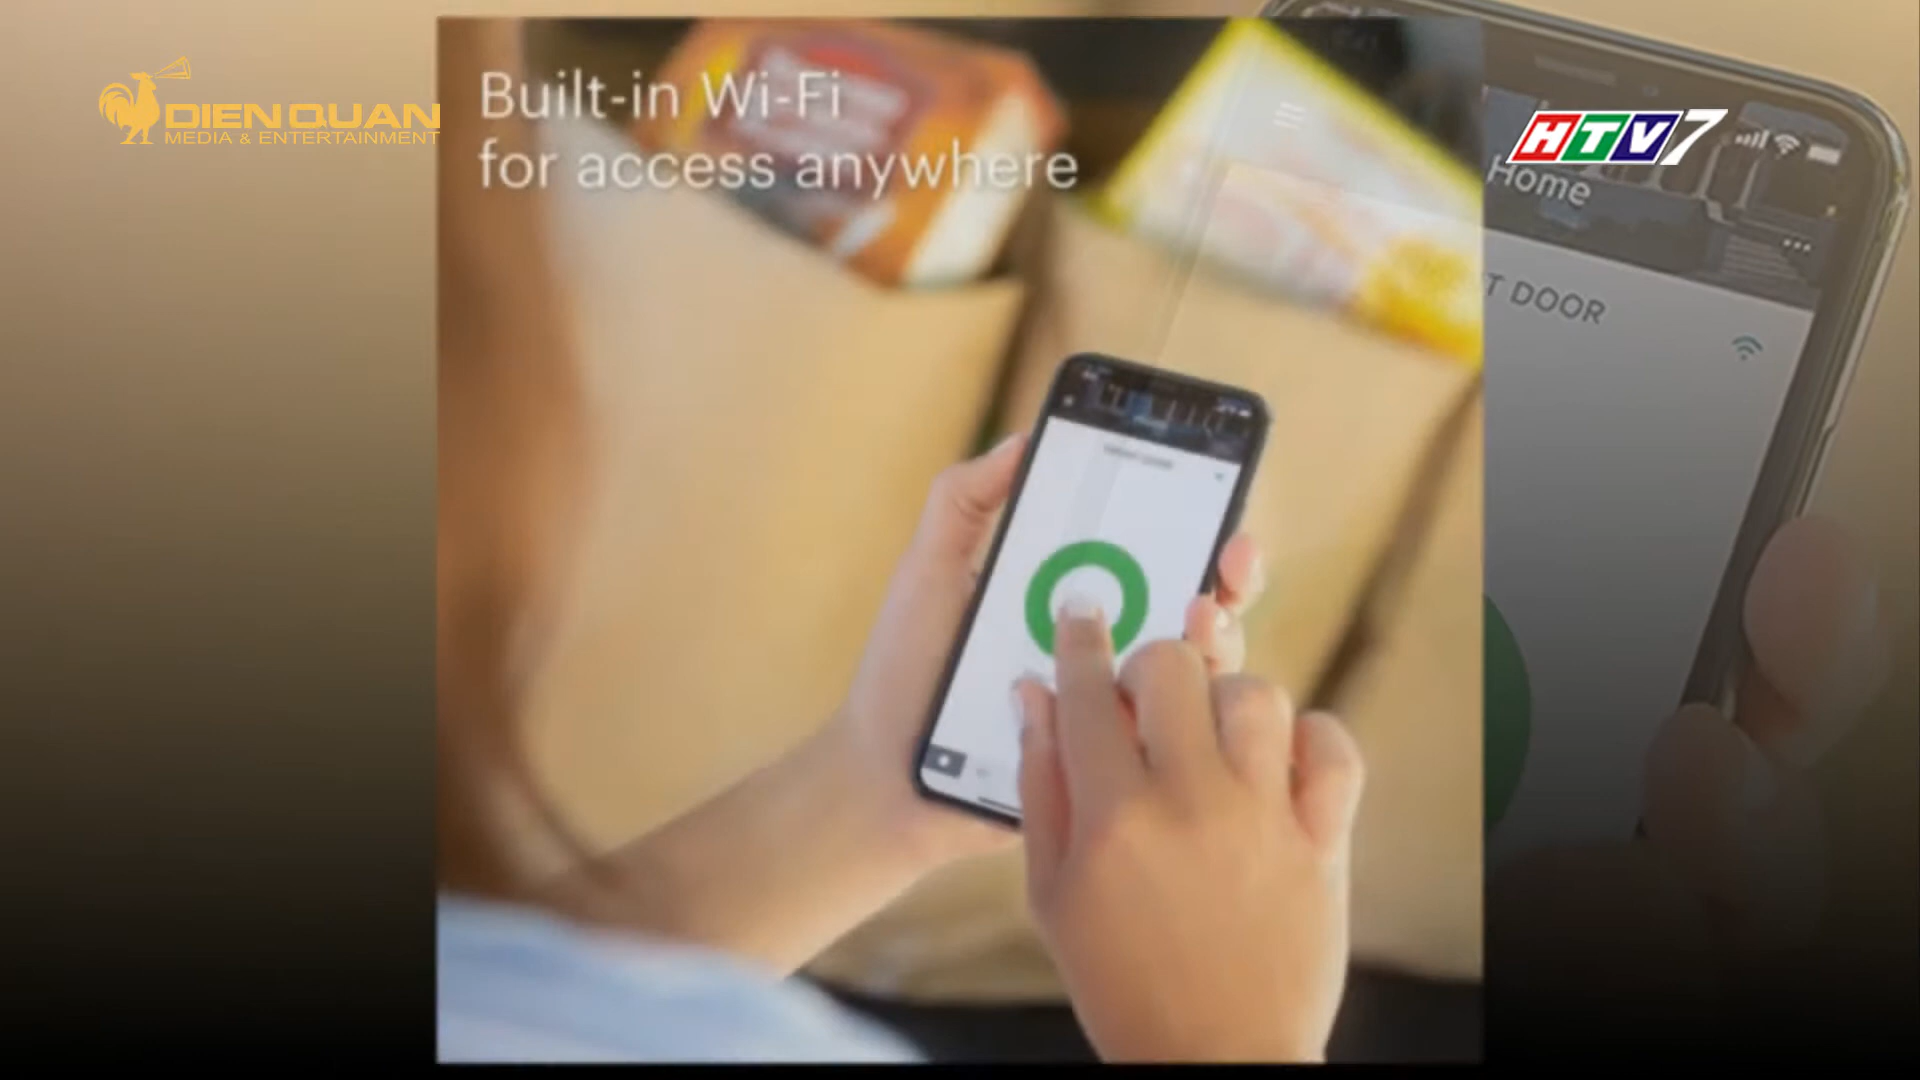 DIEN QUAN
MEDIA & ENTERTAINMENT
Built-in Wi-Fi
for access anywhere
HTV7
Home
T DOOR